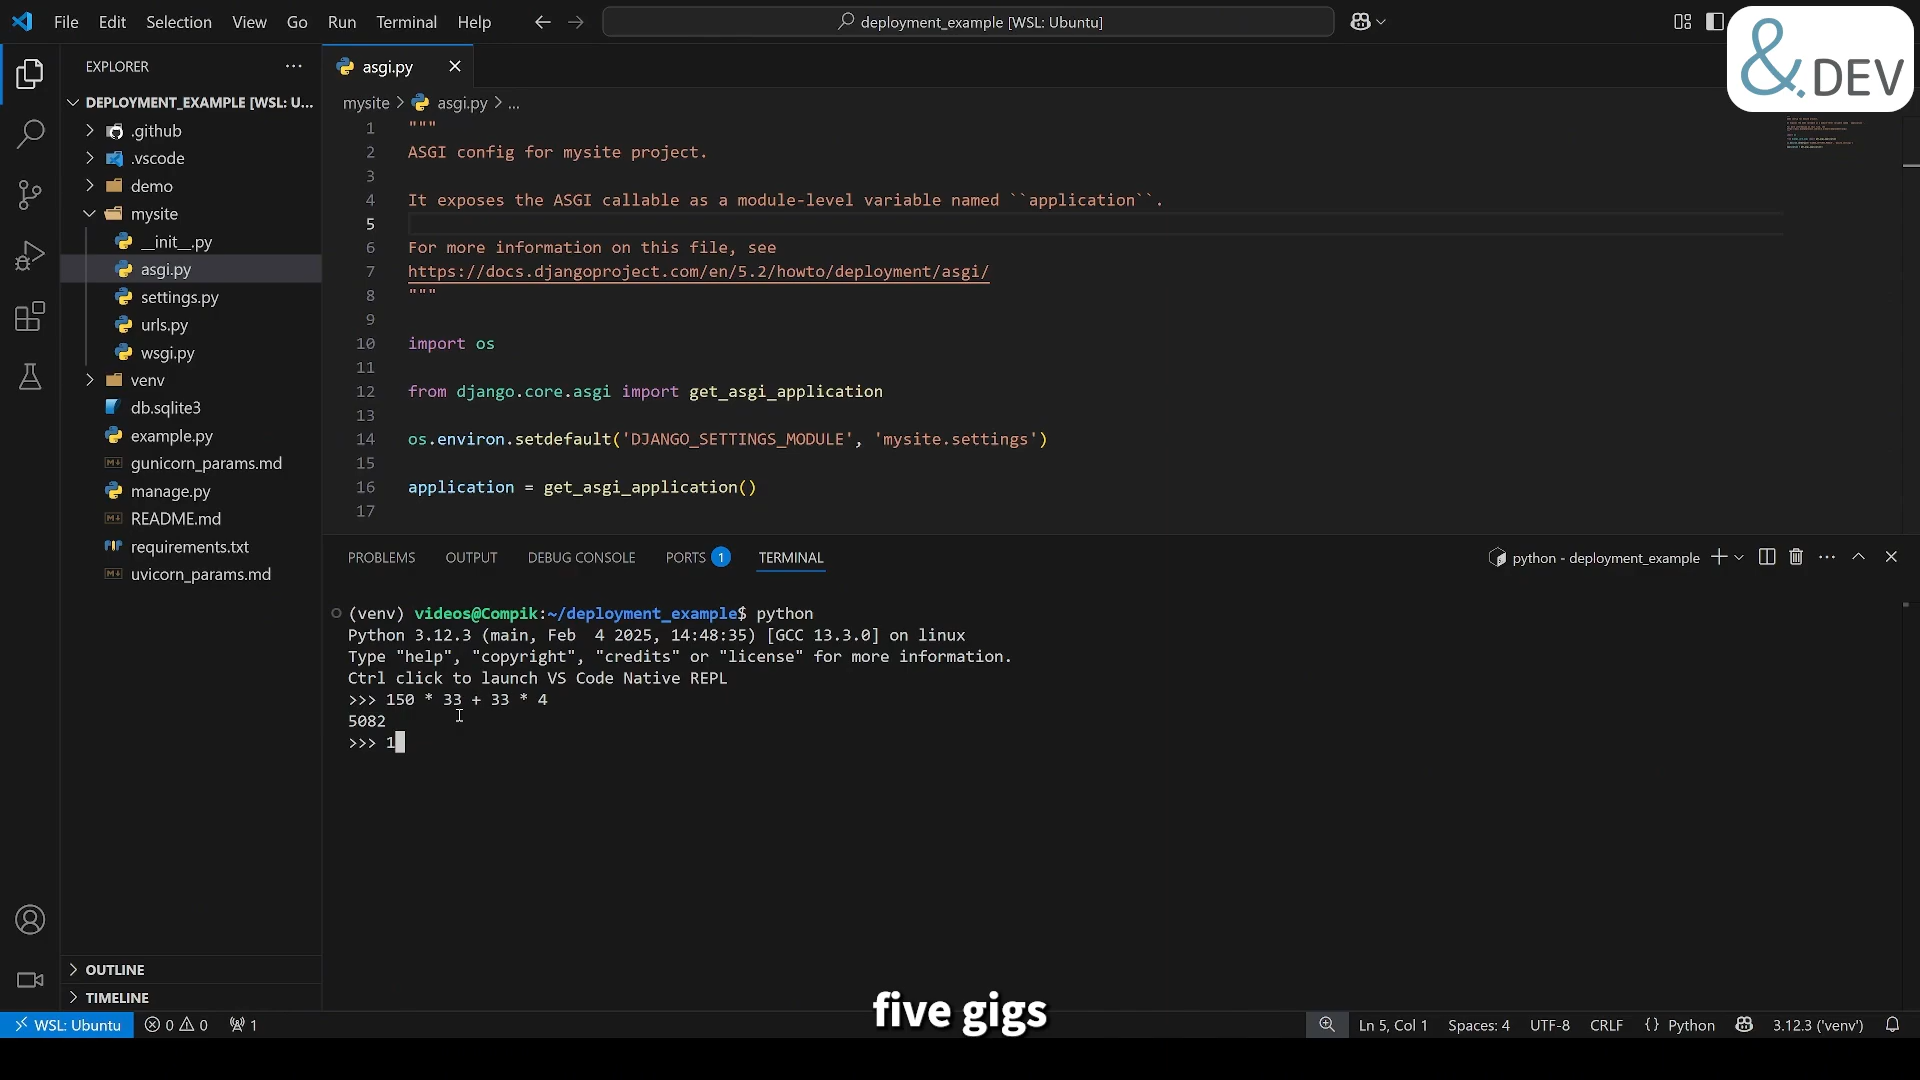 File Edit Selection View Go Run Terminal Help
deployment_example [WSL: Ubuntu]
&.DEV
EXPLORER
DEPLOYMENT_EXAMPLE [WSL: U...
.github
.vscode
demo
mysite
__init__.py
asgi.py
settings.py
urls.py
wsgi.py
venv
db.sqlite3
example.py
gunicorn_params.md
manage.py
README.md
requirements.txt
uvicorn_params.md
OUTLINE
TIMELINE
asgi.py
mysite > asgi.py > ...
1 """
2 ASGI config for mysite project.
3
4 It exposes the ASGI callable as a module-level variable named ``application``.
5
6 For more information on this file, see
7 https://docs.djangoproject.com/en/5.2/howto/deployment/asgi/
8 """
9
10 import os
11
12 from django.core.asgi import get_asgi_application
13
14 os.environ.setdefault('DJANGO_SETTINGS_MODULE', 'mysite.settings')
15
16 application = get_asgi_application()
17
PROBLEMS OUTPUT DEBUG CONSOLE PORTS 1 TERMINAL
python - deployment_example
(venv) videos@Compik:~/deployment_example$ python
Python 3.12.3 (main, Feb  4 2025, 14:48:35) [GCC 13.3.0] on linux
Type "help", "copyright", "credits" or "license" for more information.
Ctrl click to launch VS Code Native REPL
>>> 150 * 33 + 33 * 4
5082
>>> 1
five gigs
WSL: Ubuntu 0 0 1
Ln 5, Col 1 Spaces: 4 UTF-8 CRLF {} Python 3.12.3 ('venv')